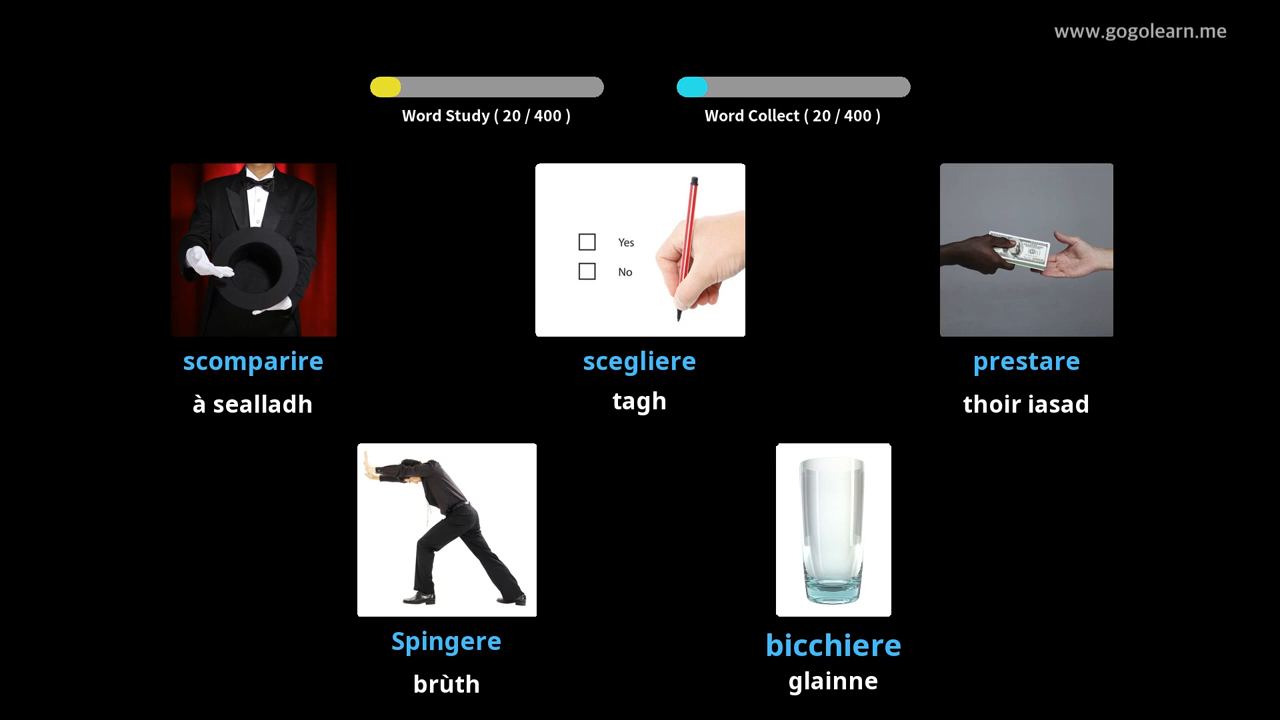 www.gogolearn.me
Word Study ( 20 / 400 )
Word Collect ( 20 / 400 )
Yes
No
scomparire
à sealladh
scegliere
tagh
prestare
thoir iasad
Spingere
brùth
bicchiere
glainne